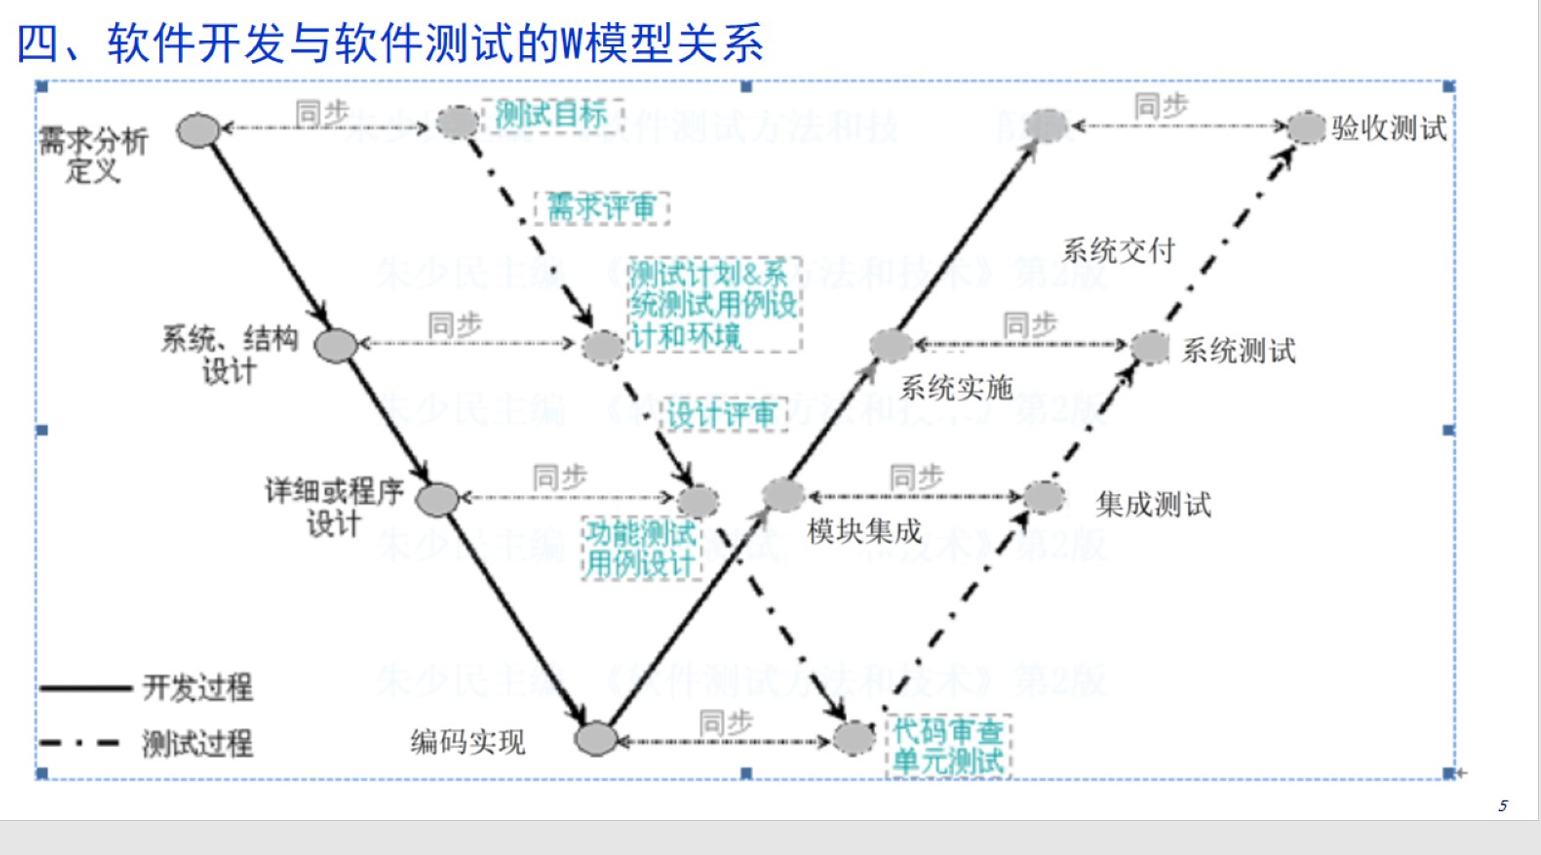 四、软件开发与软件测试的W模型关系
同步
测试目标
同步
需求分析
定义
验收测试
需求评审
系统交付
测试计划&系
统测试用例设
计和环境
同步
同步
系统、结构
设计
系统测试
系统实施
设计评审
同步
同步
详细或程序
设计
集成测试
模块集成
功能测试
用例设计
朱少民主编 《软件测试方法和技术》第2版
开发过程
同步
编码实现
代码审查
单元测试
测试过程
5